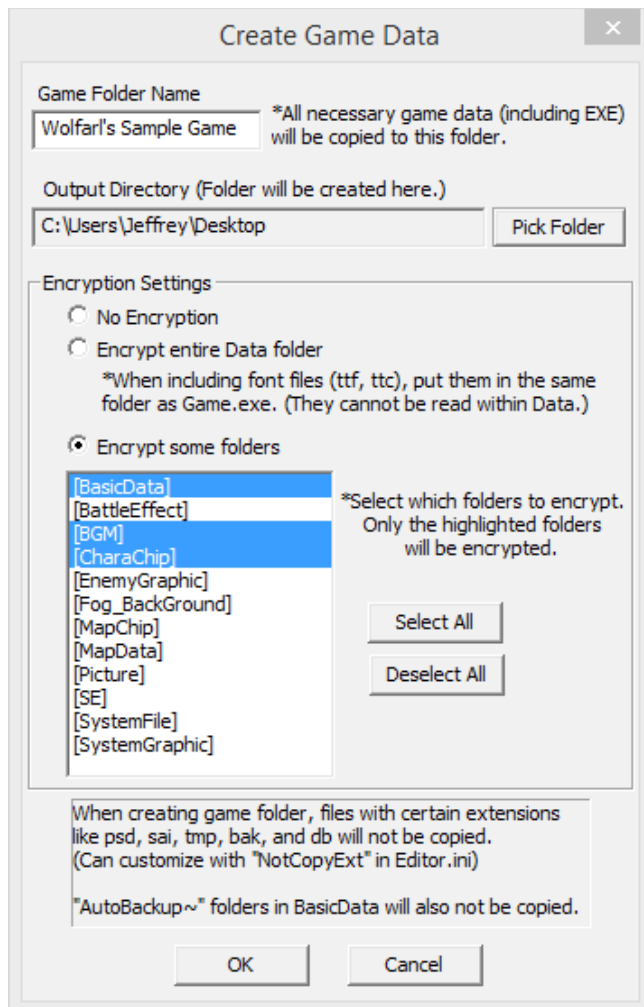 Create Game Data
Game Folder Name
Wolfarl's Sample Game
*All necessary game data (including EXE)
will be copied to this folder.
Output Directory (Folder will be created here.)
C:\Users\Jeffrey\Desktop
Pick Folder
Encryption Settings
No Encryption
Encrypt entire Data folder
*When including font files (ttf, ttc), put them in the same
folder as Game.exe. (They cannot be read within Data.)
Encrypt some folders
[BasicData]
[BattleEffect]
[BGM]
[CharaChip]
[EnemyGraphic]
[Fog_BackGround]
[MapChip]
[MapData]
[Picture]
[SE]
[SystemFile]
[SystemGraphic]
*Select which folders to encrypt.
Only the highlighted folders
will be encrypted.
Select All
Deselect All
When creating game folder, files with certain extensions
like psd, sai, tmp, bak, and db will not be copied.
(Can customize with "NotCopyExt" in Editor.ini)
"AutoBackup~" folders in BasicData will also not be copied.
OK
Cancel